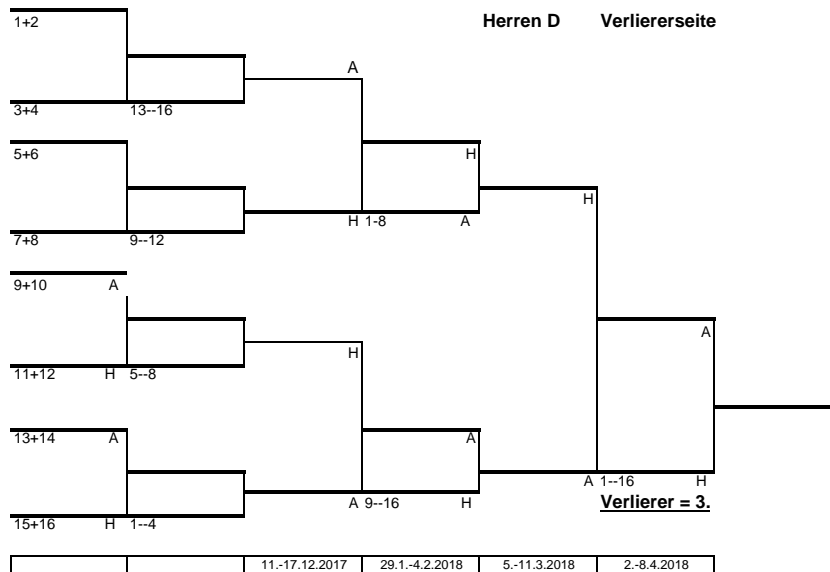 Herren D Verliererseite
1+2
A
3+4 13--16
5+6 H
H
H 1-8 A
7+8 9--12
9+10 A
A
H
11+12 H 5--8
13+14 A A
A 1--16 H
A 9--16 H
Verlierer = 3.
15+16 H 1--4
11.-17.12.2017 29.1.-4.2.2018 5.-11.3.2018 2.-8.4.2018